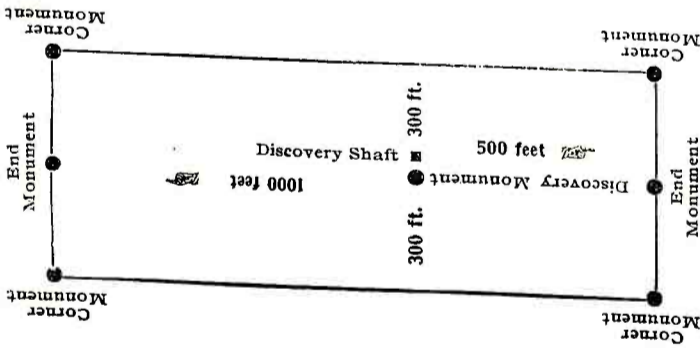 Corner
Monument
Corner
Monument
End
Monument
300 ft.
Discovery Shaft
500 feet
1000 feet
Discovery Monument
300 ft.
End
Monument
Corner
Monument
Corner
Monument